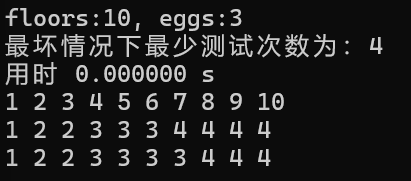 floors:10, eggs:3
最坏情况下最少测试次数为: 4
用时 0.000000 s
1 2 3 4 5 6 7 8 9 10
1 2 2 3 3 3 4 4 4 4
1 2 2 3 3 3 3 4 4 4